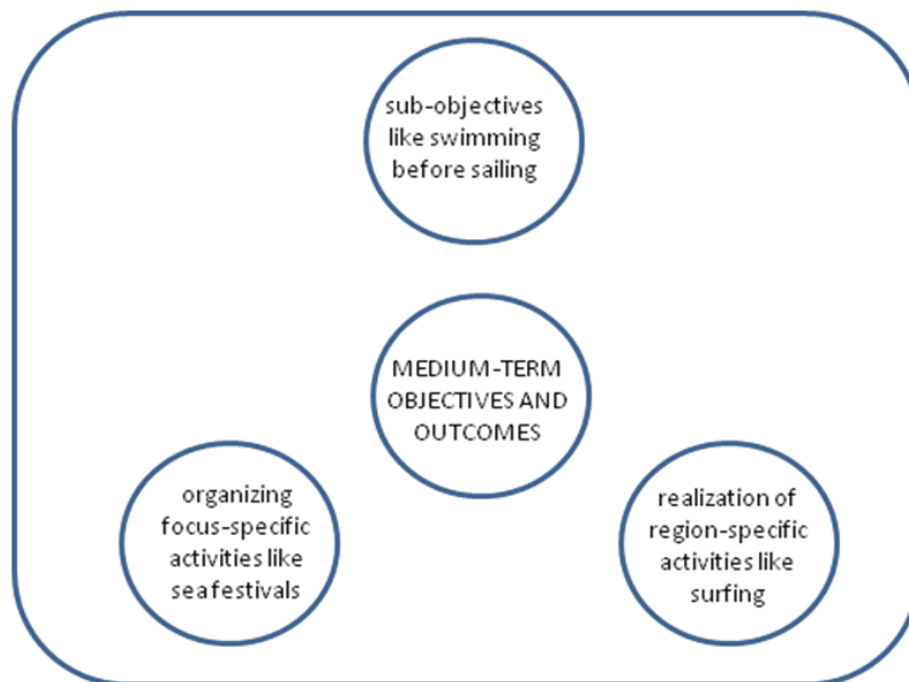 sub-objectives
like swimming
before sailing
MEDIUM-TERM
OBJECTIVES AND
OUTCOMES
organizing
focus-specific
activities like
sea festivals
realization of
region-specific
activities like
surfing